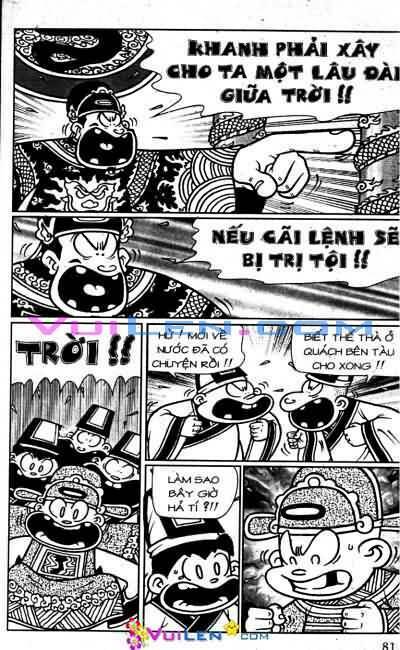 KHANH PHẢI XÂY
CHO TA MỘT LÂU ĐÀI
GIỮA TRỜI !!
NẾU CÃI LỆNH SẼ
BỊ TRỊ TỘI !!
VUILEN.COM
TRỜI !!
HỪ ! MỚI VỀ
NƯỚC ĐÃ CÓ
CHUYỆN RỒI !!
BIẾT THẾ THÀ Ở
QUÁCH BÊN TÀU
CHO XONG !!
LÀM SAO
BÂY GIỜ
HẢ TÍ ?!!
VUILEN.COM
81